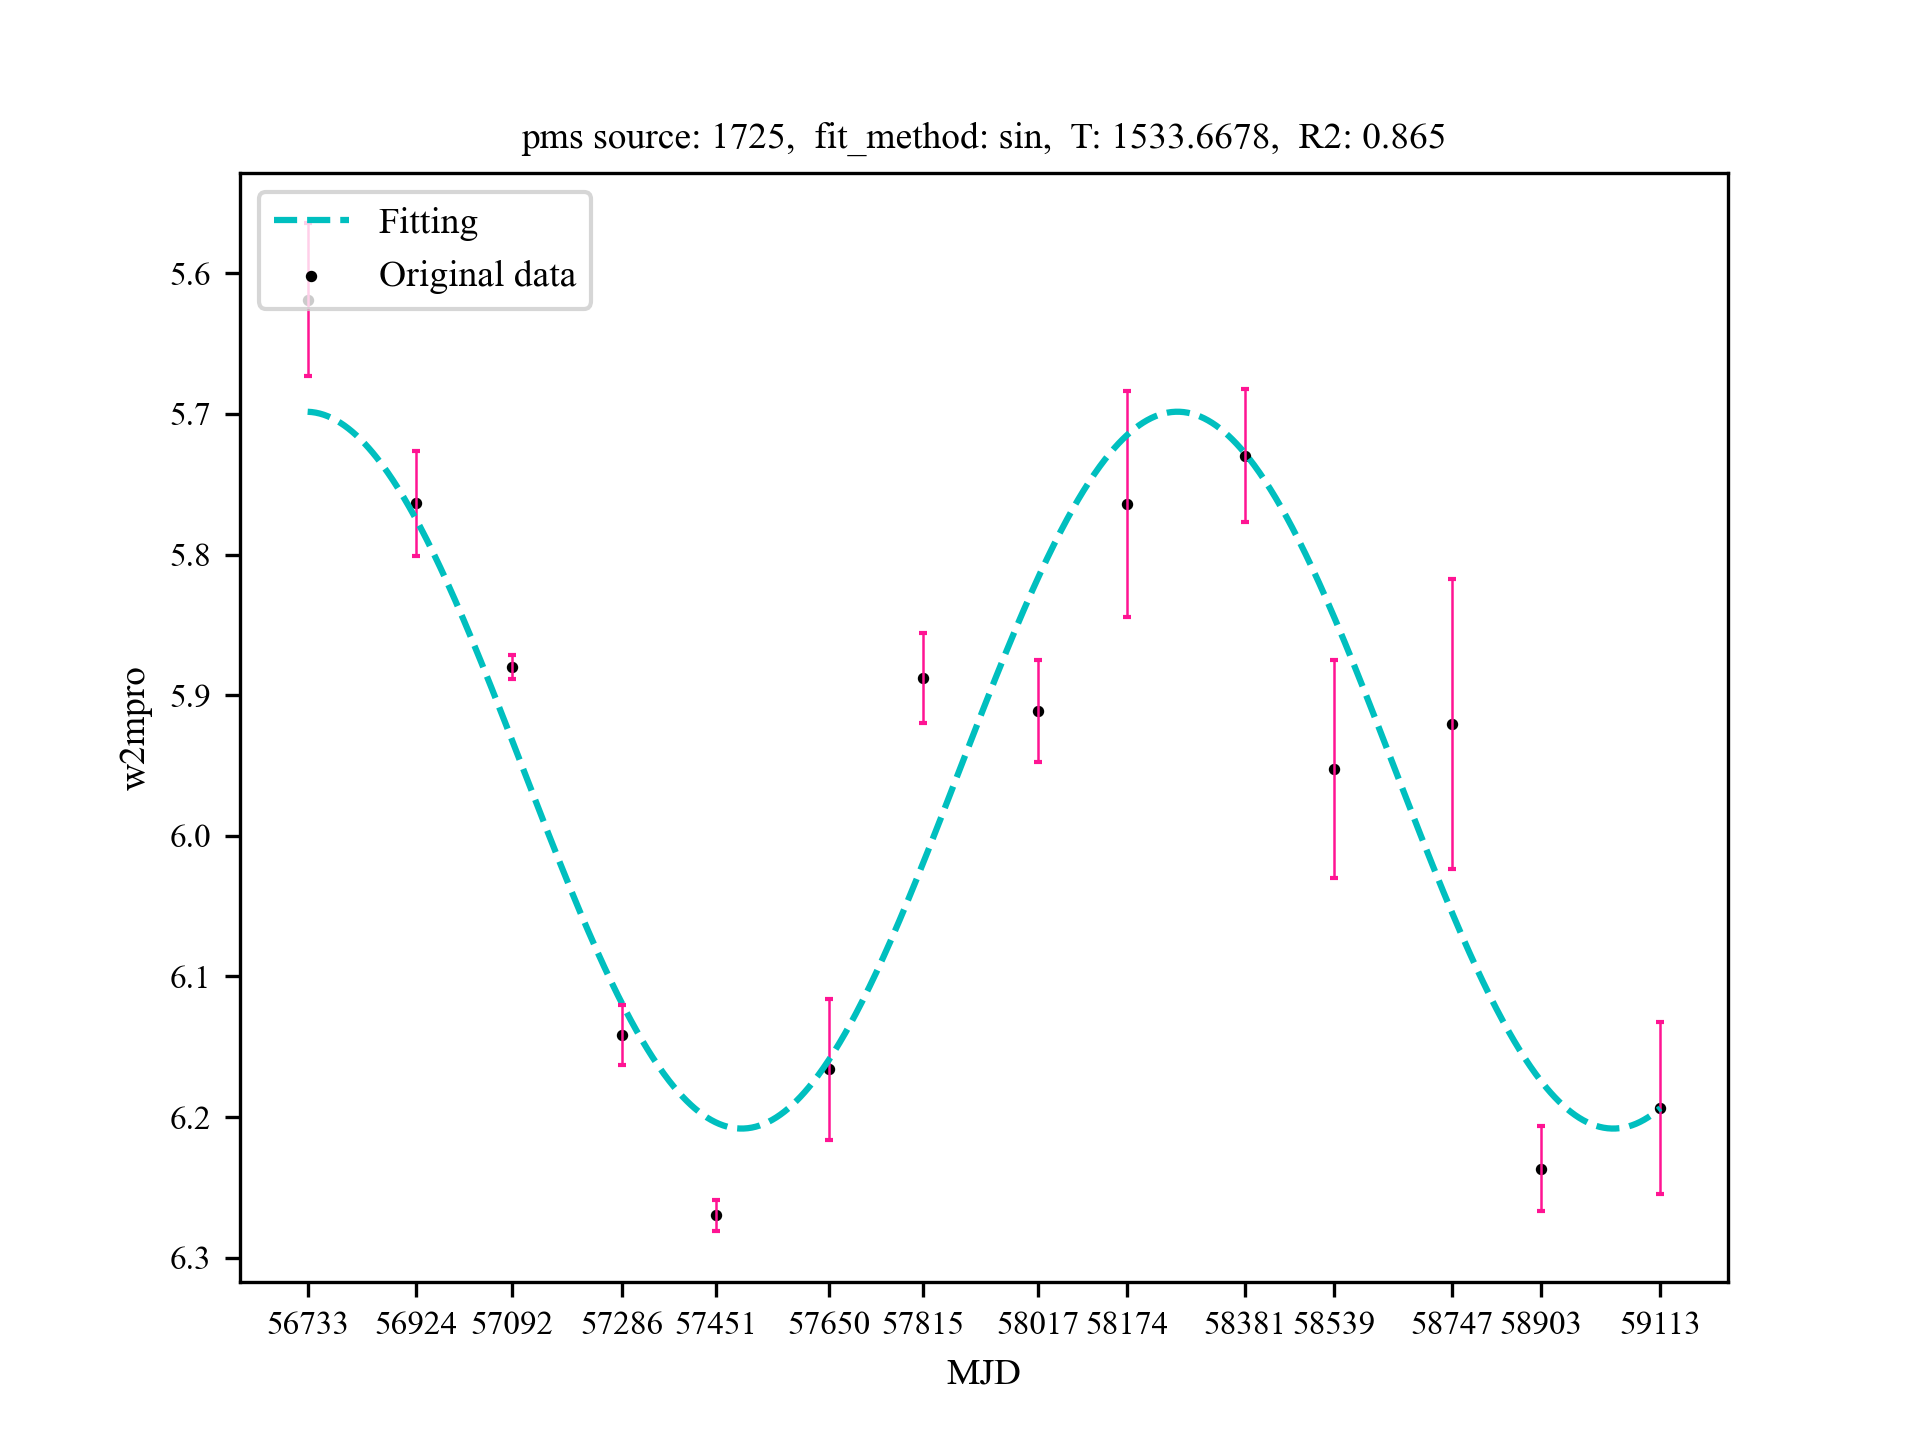 pms source: 1725,  fit_method: sin,  T: 1533.6678,  R2: 0.865
Fitting
Original data
5.6
5.7
5.8
5.9
6.0
6.1
6.2
6.3
w2mpro
56733 56924 57092 57286 57451 57650 57815 58017 58174 58381 58539 58747 58903 59113
MJD